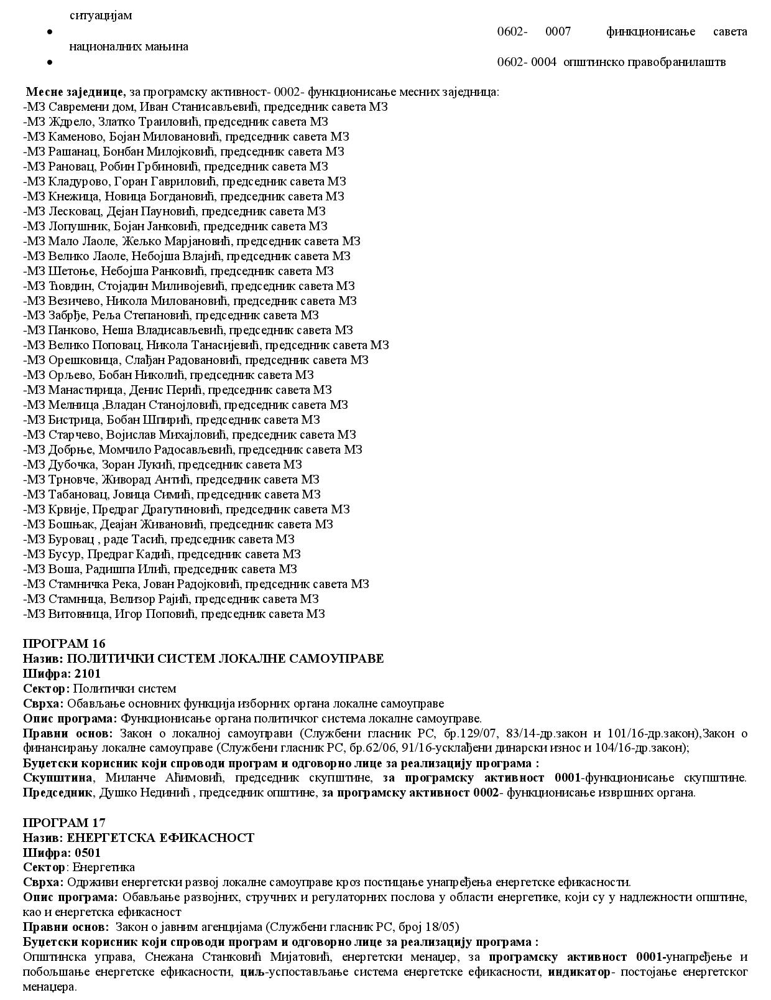 ситуацијам
• 0602- 0007 финкционисање савета
националних мањина
• 0602- 0004 општинско правобранилаштв
Месне заједнице, за програмску активност- 0002- функционисање месних заједница:
-МЗ Савремени дом, Иван Станисављевић, председник савета МЗ
-МЗ Ждрело, Златко Траиловић, председник савета МЗ
-МЗ Каменово, Бојан Миловановић, председник савета МЗ
-МЗ Рашанац, Бонбан Милојковић, председник савета МЗ
-МЗ Рановац, Робин Грбиновић, председник савета МЗ
-МЗ Кладурово, Горан Гавриловић, председник савета МЗ
-МЗ Кнежица, Новица Богдановић, председник савета МЗ
-МЗ Лесковац, Дејан Пауновић, председник савета МЗ
-МЗ Лопушник, Бојан Јанковић, председник савета МЗ
-МЗ Мало Лаоле, Жељко Марјановић, председник савета МЗ
-МЗ Велико Лаоле, Небојша Влајић, председник савета МЗ
-МЗ Шетоње, Небојша Ранковић, председник савета МЗ
-МЗ Ћовдин, Стојадин Миливојевић, председник савета МЗ
-МЗ Везичево, Никола Миловановић, председник савета МЗ
-МЗ Забрђе, Реља Степановић, председник савета МЗ
-МЗ Панково, Неша Владисављевић, председник савета МЗ
-МЗ Велико Поповац, Никола Танасијевић, председник савета МЗ
-МЗ Орешковица, Слађан Радовановић, председник савета МЗ
-МЗ Орљево, Бобан Николић, председник савета МЗ
-МЗ Манастирица, Денис Перић, председник савета МЗ
-МЗ Мелница ,Владан Станојловић, председник савета МЗ
-МЗ Бистрица, Бобан Шпирић, председник савета МЗ
-МЗ Старчево, Војислав Михајловић, председник савета МЗ
-МЗ Добрње, Момчило Радосављевић, председник савета МЗ
-МЗ Дубочка, Зоран Лукић, председник савета МЗ
-МЗ Трновче, Живорад Антић, председник савета МЗ
-МЗ Табановац, Јовица Симић, председник савета МЗ
-МЗ Крвије, Предраг Драгутиновић, председник савета МЗ
-МЗ Бошњак, Деајан Живановић, председник савета МЗ
-МЗ Буровац , раде Тасић, председник савета МЗ
-МЗ Бусур, Предраг Кадић, председник савета МЗ
-МЗ Воша, Радишпа Илић, председник савета МЗ
-МЗ Стамничка Река, Јован Радојковић, председник савета МЗ
-МЗ Стамница, Велизор Рајић, председник савета МЗ
-МЗ Витовница, Игор Поповић, председник савета МЗ
ПРОГРАМ 16
Назив: ПОЛИТИЧКИ СИСТЕМ ЛОКАЛНЕ САМОУПРАВЕ
Шифра: 2101
Сектор: Политички систем
Сврха: Обављање основних функција изборних органа локалне самоуправе
Опис програма: Функционисање органа политичког система локалне самоуправе.
Правни основ: Закон о локалној самоуправи (Службени гласник РС, бр.129/07, 83/14-др.закон и 101/16-др.закон),Закон о
финансирању локалне самоуправе (Службени гласник РС, бр.62/06, 91/16-усклађени динарски износ и 104/16-др.закон);
Буџетски корисник који спроводи програм и одговорно лице за реализацију програма :
Скупштина, Миланче Аћимовић, председник скупштине, за програмску активност 0001-функционисање скупштине.
Председник, Душко Нединић , председник општине, за програмску активност 0002- функционисање извршних органа.
ПРОГРАМ 17
Назив: ЕНЕРГЕТСКА ЕФИКАСНОСТ
Шифра: 0501
Сектор: Енергетика
Сврха: Одрживи енергетски развој локалне самоуправе кроз постицање унапређења енергетске ефикасности.
Опис програма: Обављање развојних, стручних и регулаторних послова у области енергетике, који су у надлежности општине,
као и енергетска ефикасност
Правни основ: Закон о јавним агенцијама (Службени гласник РС, број 18/05)
Буџетски корисник који спроводи програм и одговорно лице за реализацију програма :
Општинска управа, Снежана Станковић Мијатовић, енергетски менаџер, за програмску активност 0001-унапређење и
побољшање енергетске ефикасности, циљ-успостављање система енергетске ефикасности, индикатор- постојање енергетског
менаџера.